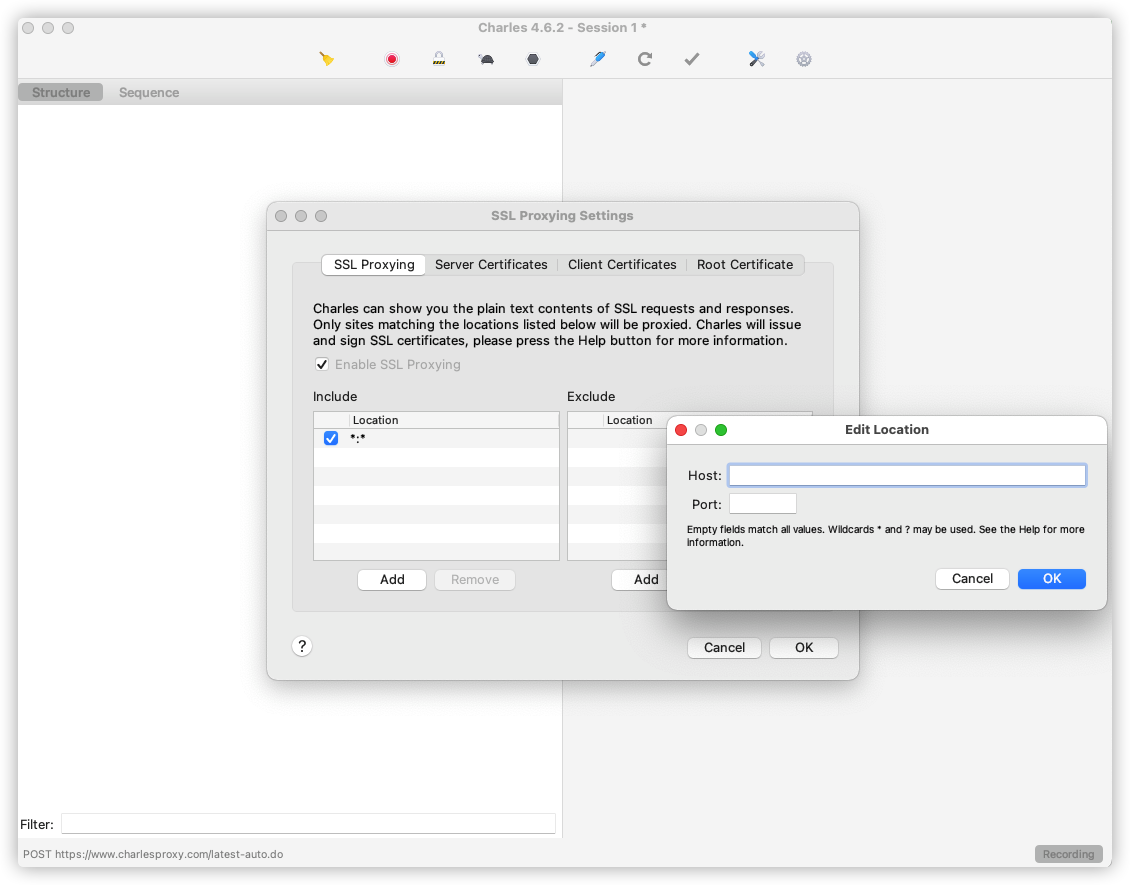 Charles 4.6.2 - Session 1 *
Structure Sequence
SSL Proxying Settings
SSL Proxying Server Certificates Client Certificates Root Certificate
Charles can show you the plain text contents of SSL requests and responses.
Only sites matching the locations listed below will be proxied. Charles will issue
and sign SSL certificates, please press the Help button for more information.
Enable SSL Proxying
Include Exclude
Location Location
*:*
Add Remove Add
? Cancel OK
Edit Location
Host:
Port:
Empty fields match all values. Wildcards * and ? may be used. See the Help for more
information.
Cancel OK
Filter:
POST https://www.charlesproxy.com/latest-auto.do Recording